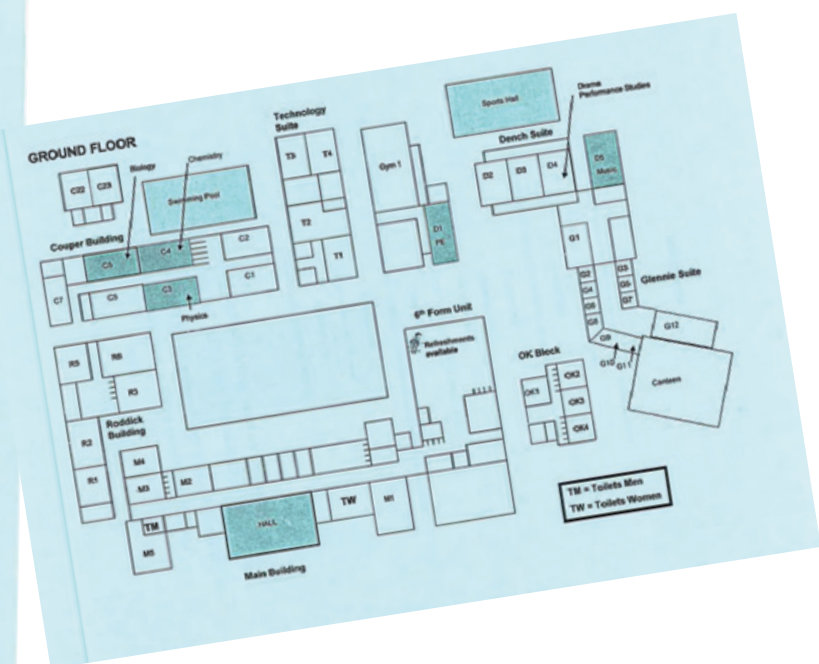 GROUND FLOOR
C22
C23
Biology
Chemistry
Swimming Pool
Technology
Suite
T3
T4
T2
T1
Gym 1
D1
PE
Sports Hall
Dench Suite
Drama
Performance Studies
D2
D3
D4
D5
Music
Couper Building
C6
C4
C2
C7
C5
C3
C1
Physics
G1
G2
G3
G4
G5
G6
G7
G8
G9
G10
G11
G12
Glennie Suite
Canteen
6th Form Unit
Refreshments
available
OK Block
OK1
OK2
OK3
OK4
R5
R3
Roddick
Building
R2
R1
M4
M3
M2
TM
M5
HALL
TW
M1
Main Building
TM = Toilets Men
TW = Toilets Women